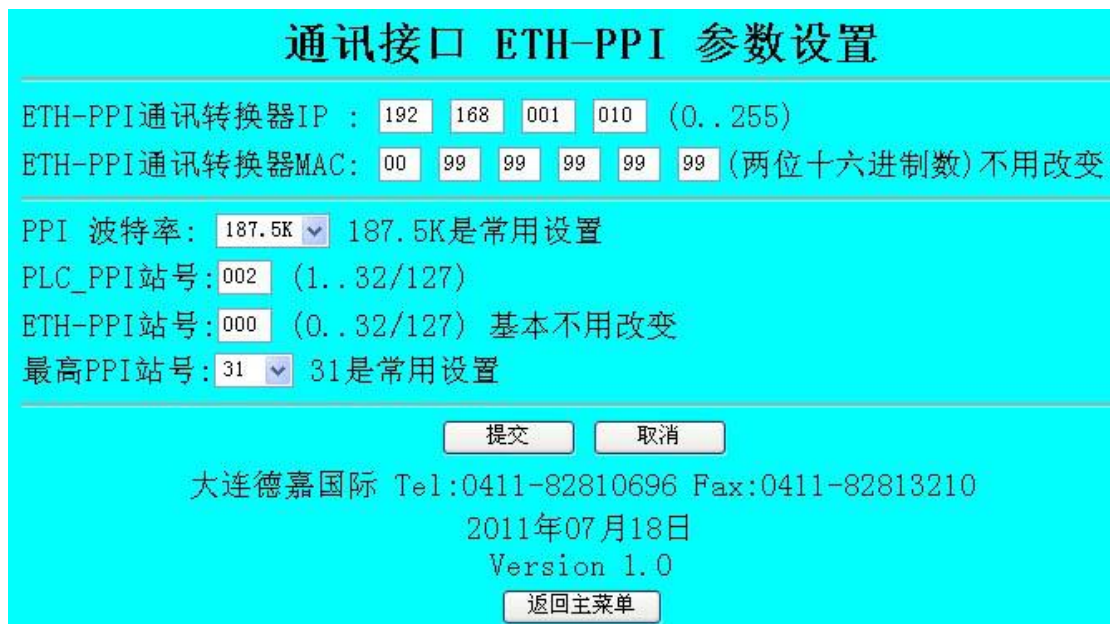 通讯接口 ETH-PPI 参数设置
ETH-PPI通讯转换器IP : 192 168 001 010 (0..255)
ETH-PPI通讯转换器MAC: 00 99 99 99 99 99 (两位十六进制数)不用改变
PPI 波特率: 187.5K 187.5K是常用设置
PLC_PPI站号: 002 (1..32/127)
ETH-PPI站号: 000 (0..32/127) 基本不用改变
最高PPI站号: 31 31是常用设置
提交 取消
大连德嘉国际 Tel:0411-82810696 Fax:0411-82813210
2011年07月18日
Version 1.0
返回主菜单